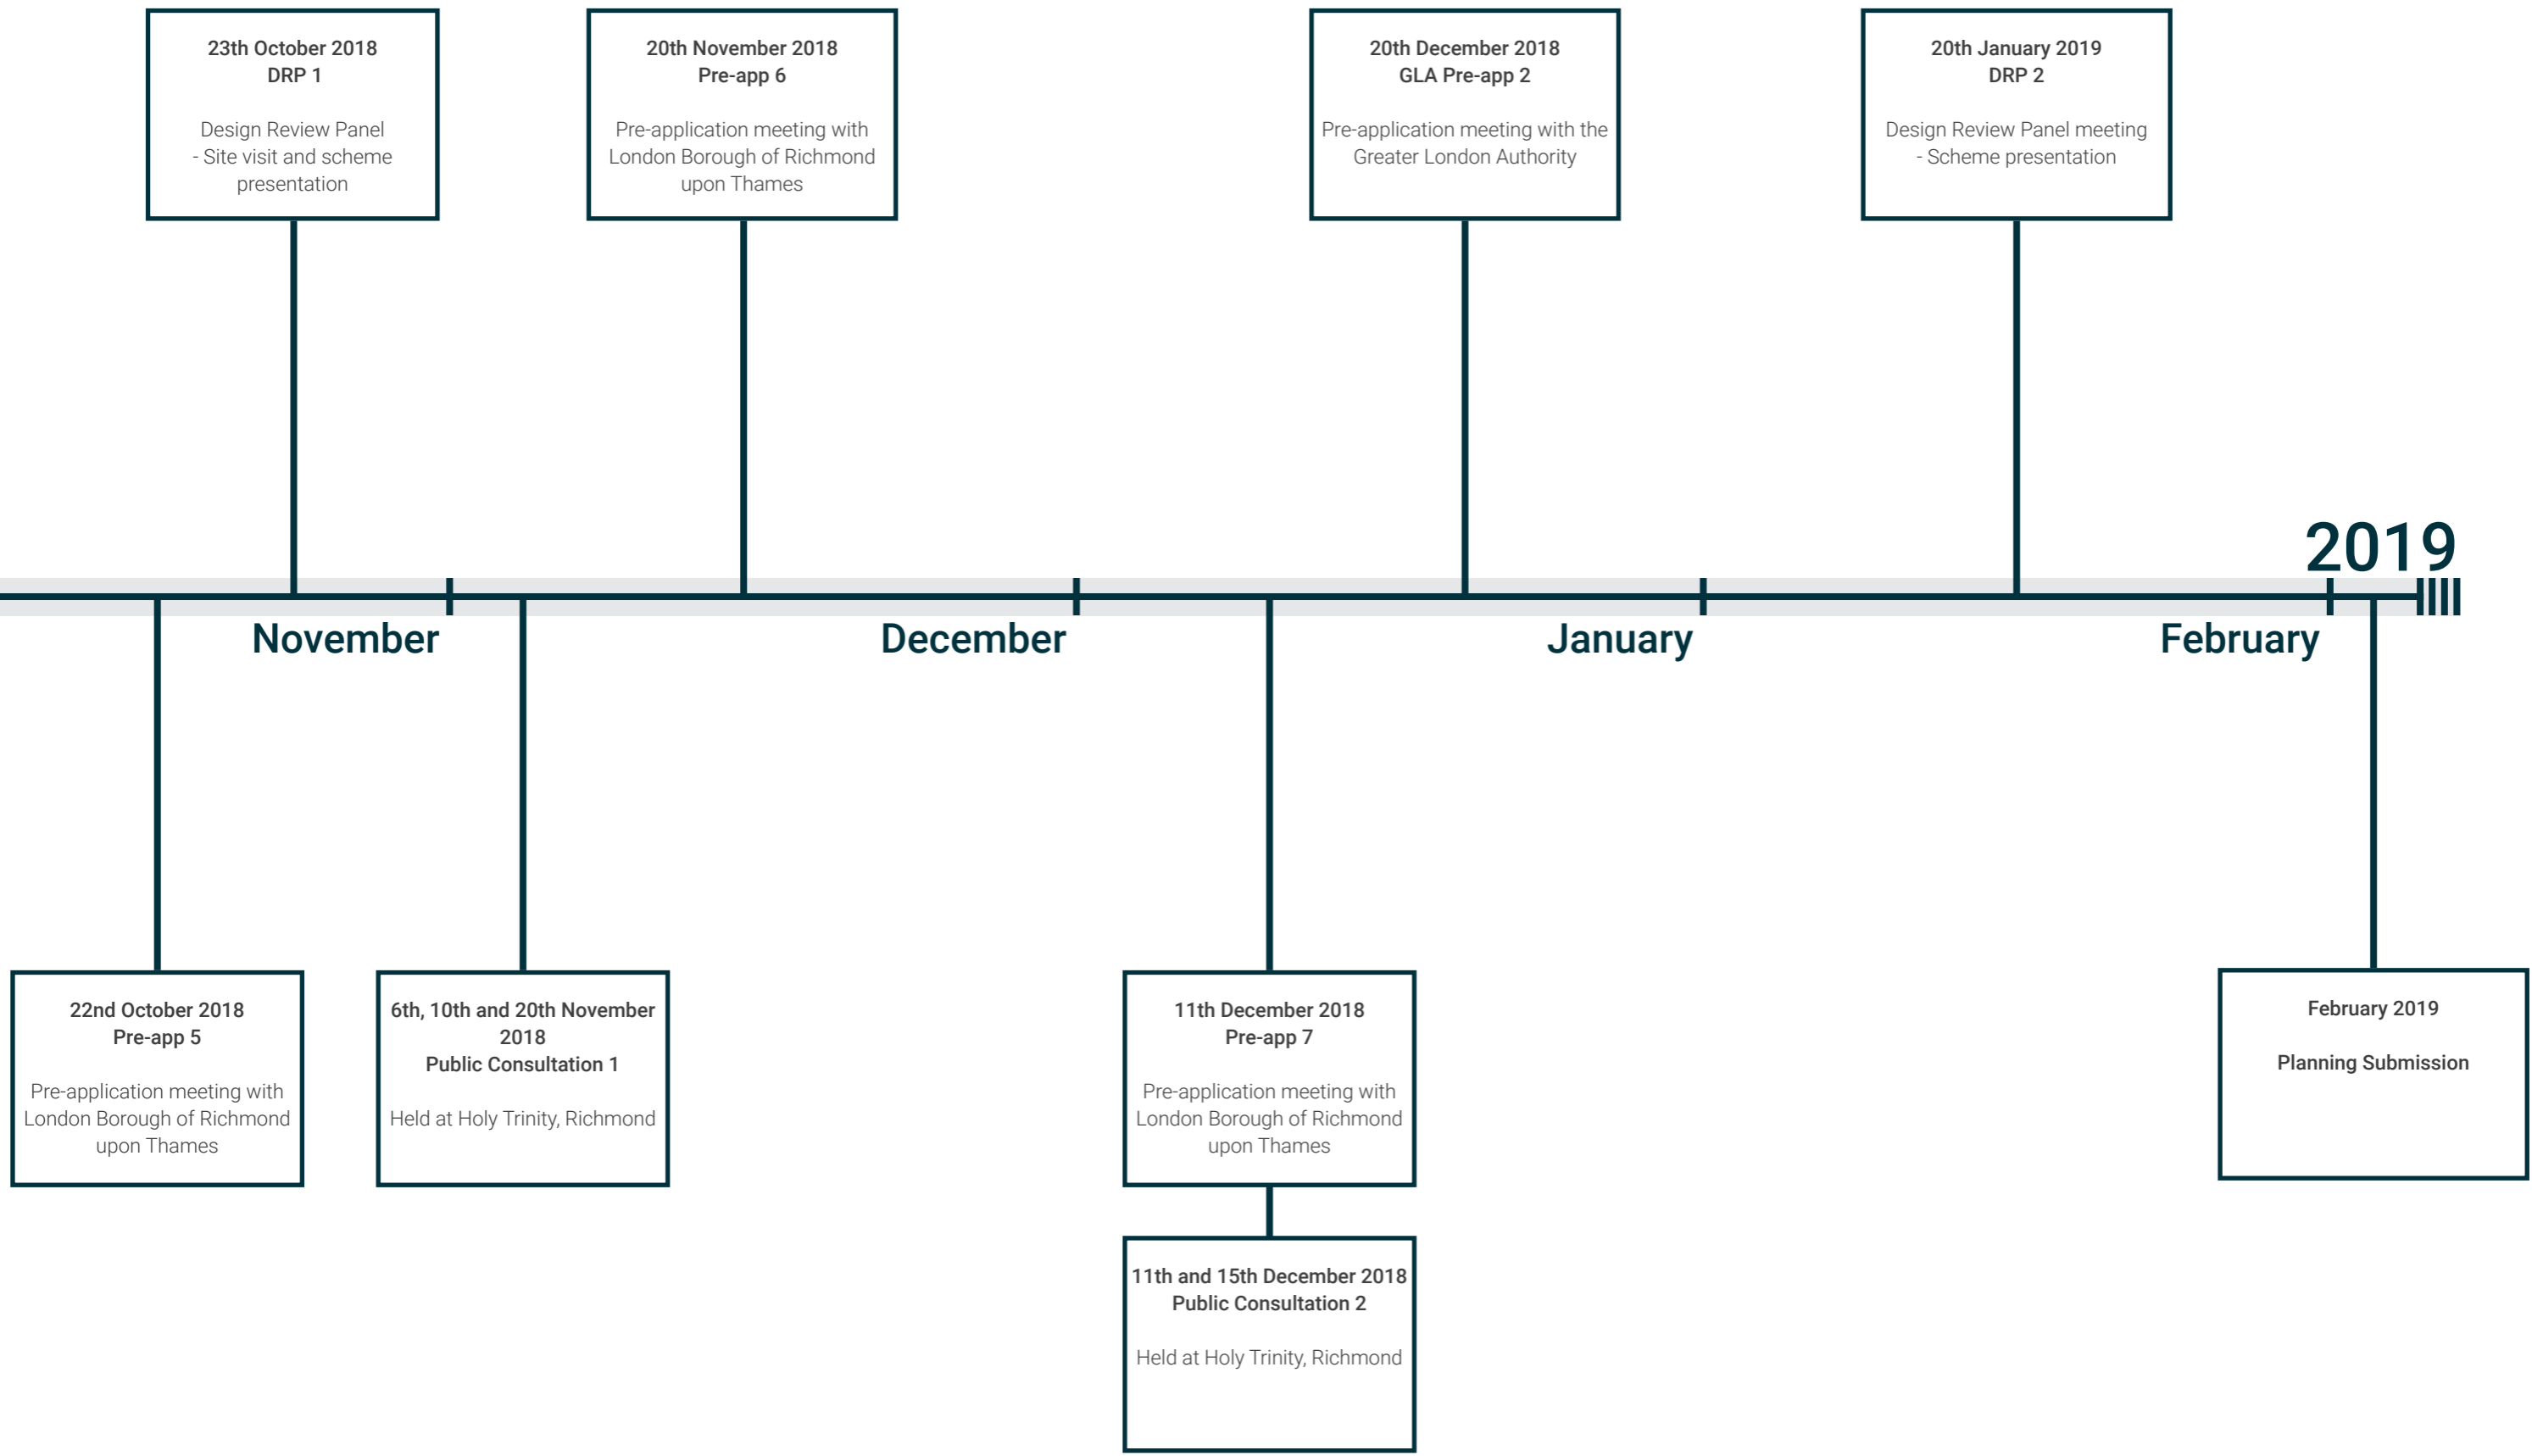 23th October 2018
DRP 1
Design Review Panel
- Site visit and scheme
presentation
20th November 2018
Pre-app 6
Pre-application meeting with
London Borough of Richmond
upon Thames
20th December 2018
GLA Pre-app 2
Pre-application meeting with the
Greater London Authority
20th January 2019
DRP 2
Design Review Panel meeting
- Scheme presentation
2019
November
December
January
February
22nd October 2018
Pre-app 5
Pre-application meeting with
London Borough of Richmond
upon Thames
6th, 10th and 20th November
2018
Public Consultation 1
Held at Holy Trinity, Richmond
11th December 2018
Pre-app 7
Pre-application meeting with
London Borough of Richmond
upon Thames
February 2019
Planning Submission
11th and 15th December 2018
Public Consultation 2
Held at Holy Trinity, Richmond